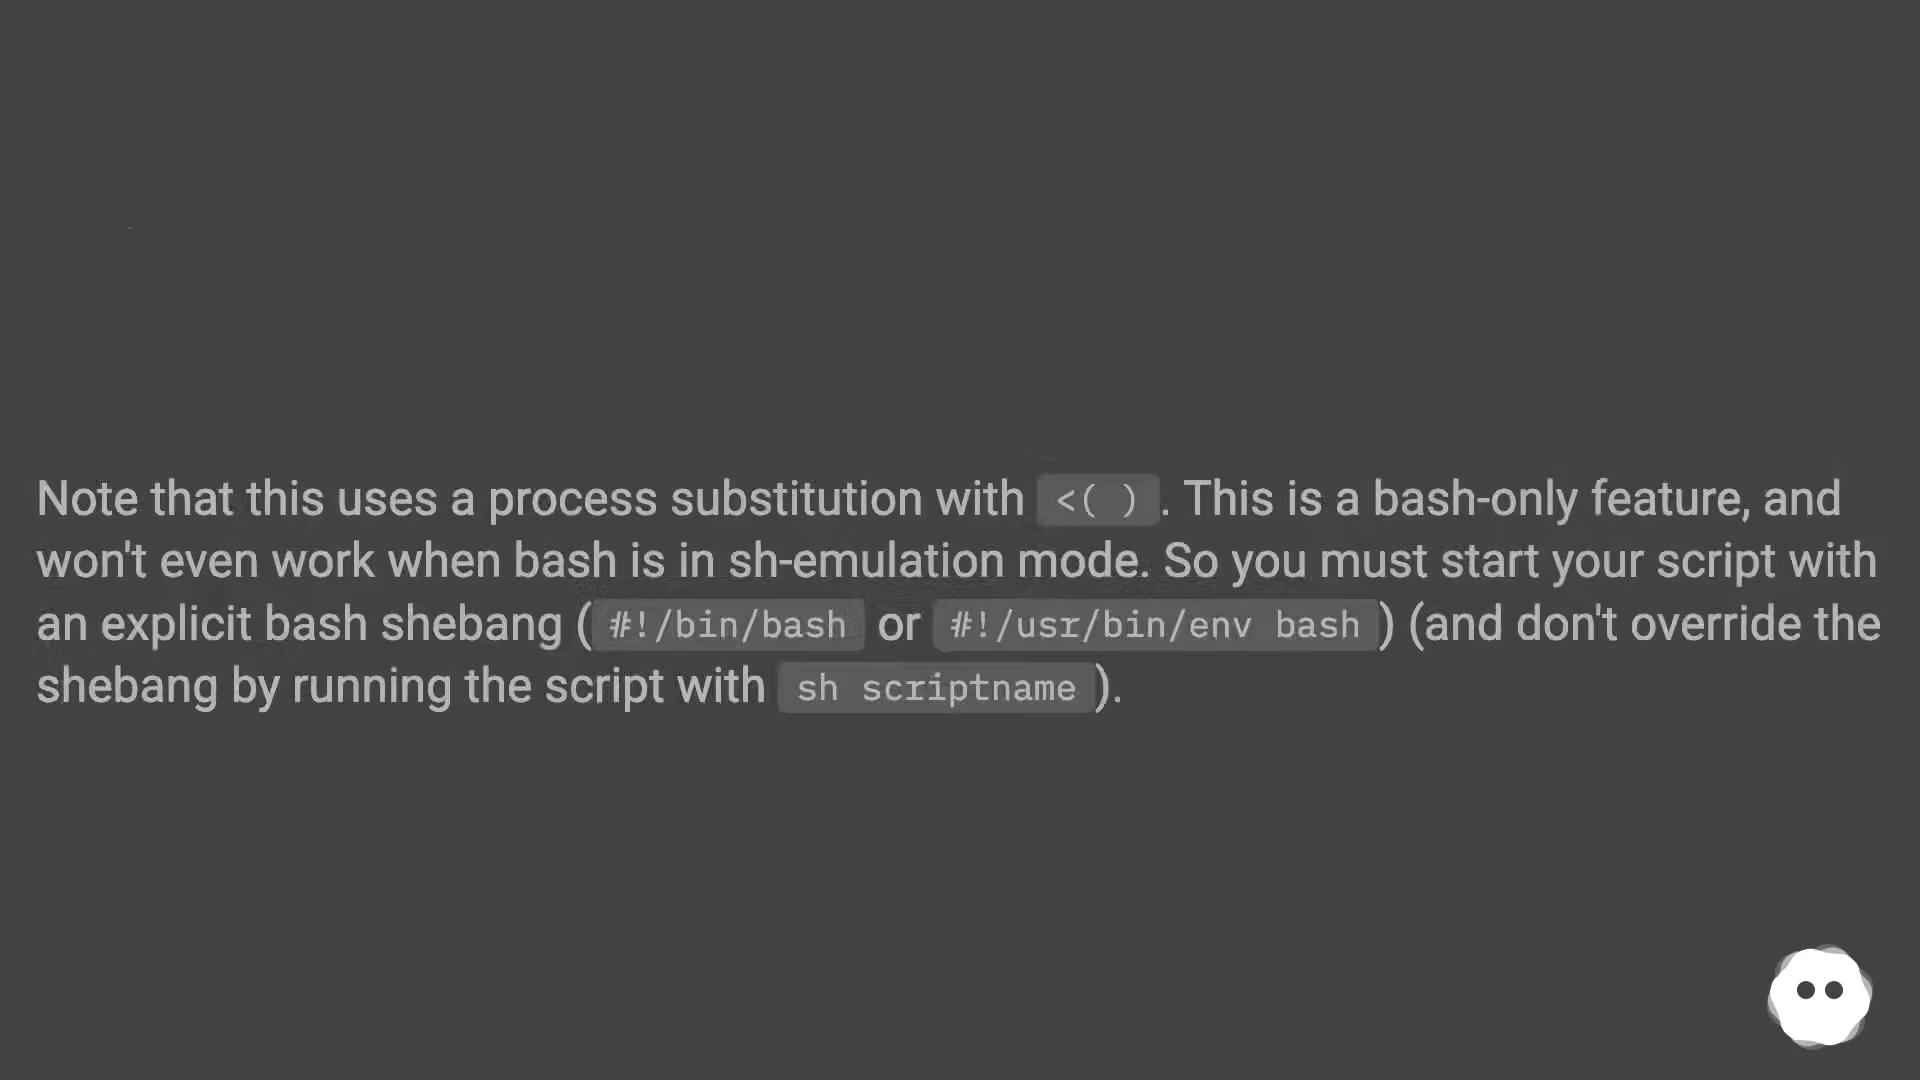 Note that this uses a process substitution with <( ). This is a bash-only feature, and
won't even work when bash is in sh-emulation mode. So you must start your script with
an explicit bash shebang (#!/bin/bash or #!/usr/bin/env bash) (and don't override the
shebang by running the script with sh scriptname).